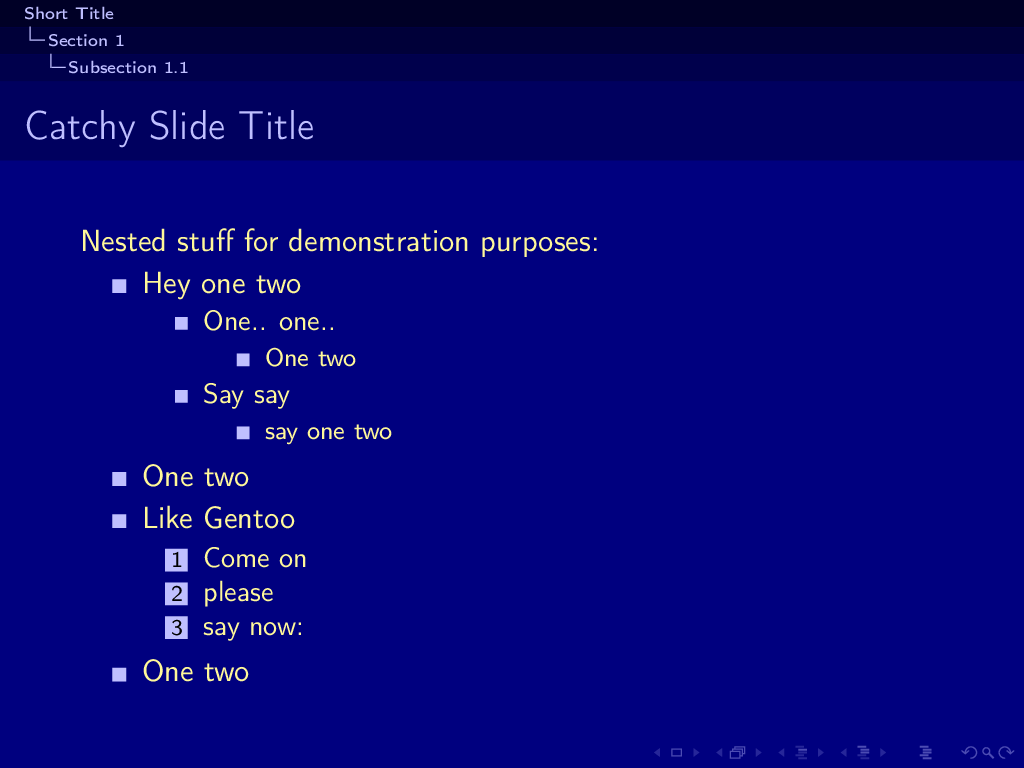 Short Title
Section 1
Subsection 1.1
Catchy Slide Title
Nested stuff for demonstration purposes:
Hey one two
One.. one..
One two
Say say
say one two
One two
Like Gentoo
1 Come on
2 please
3 say now:
One two